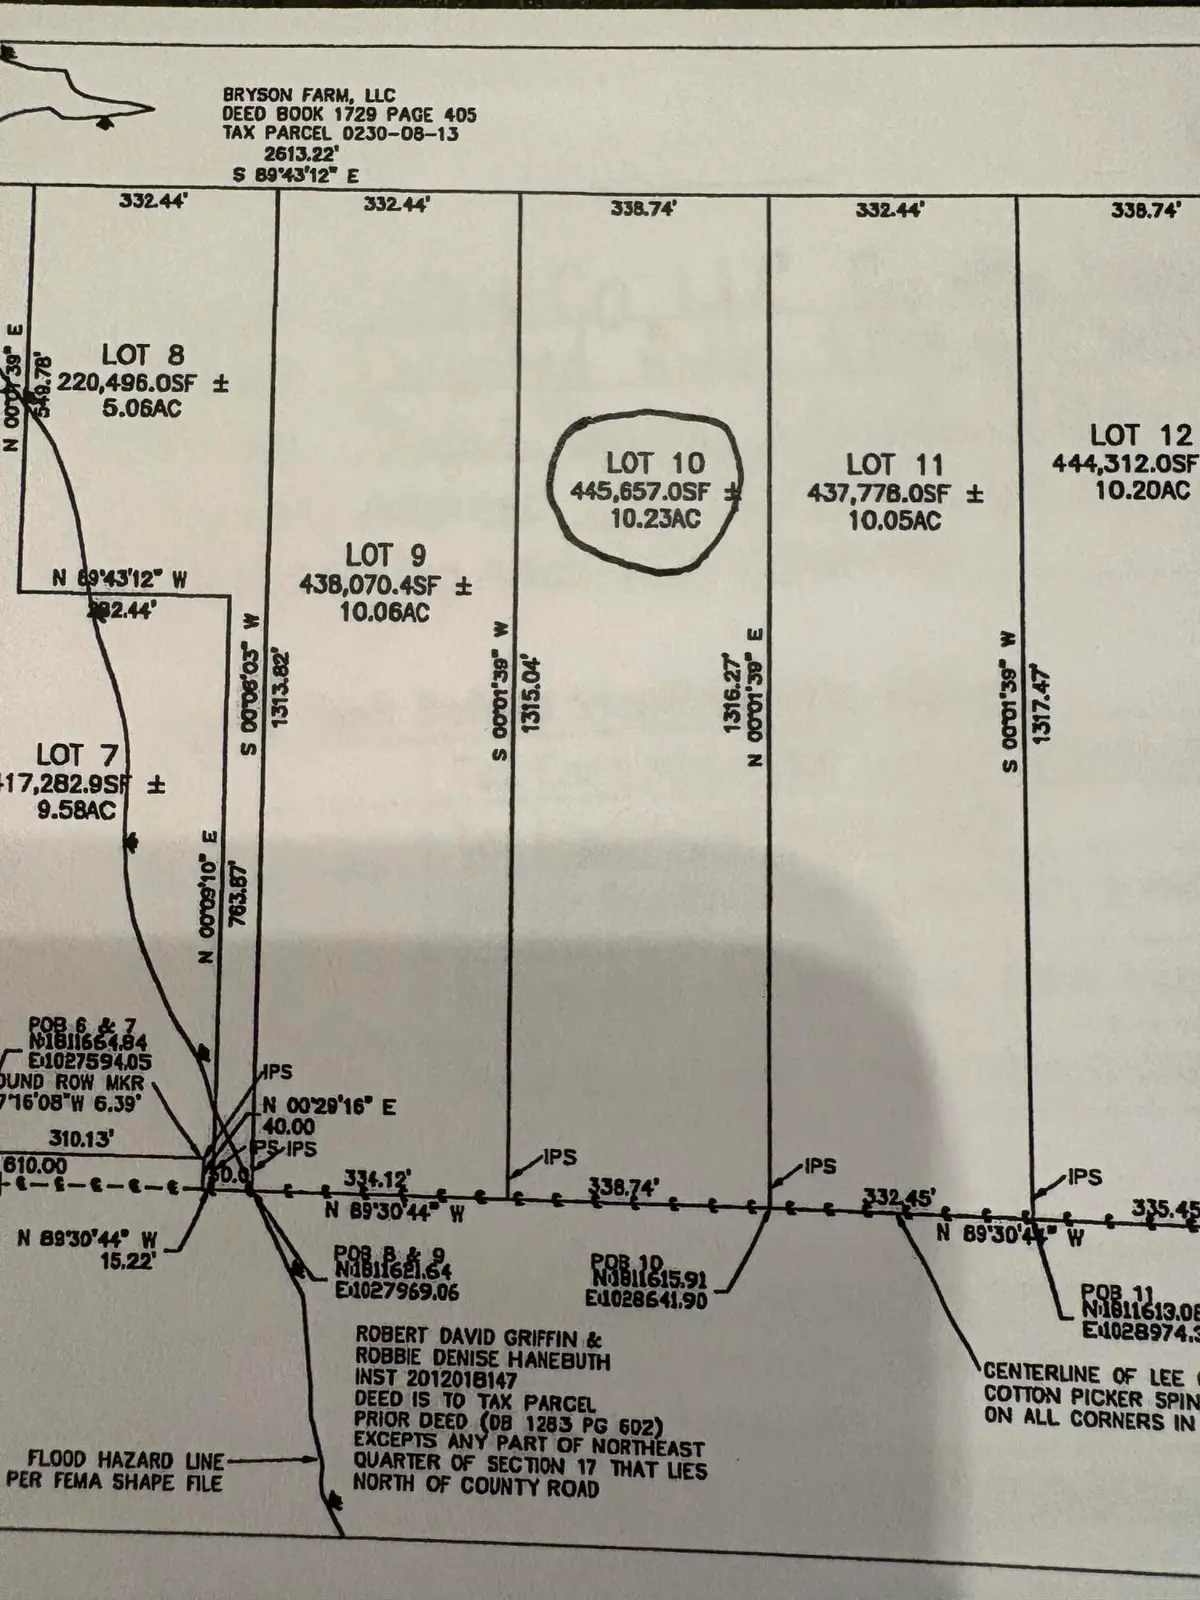 BRYSON FARM, LLC
DEED BOOK 1729 PAGE 405
TAX PARCEL 0230-08-13
2613.22'
S 89°43'12" E
332.44'
332.44'
338.74'
332.44'
338.74'
N 00°01'39" E
549.78'
LOT 8
220,496.0SF ±
5.06AC
LOT 10
445,657.0SF ±
10.23AC
LOT 11
437,778.0SF ±
10.05AC
LOT 12
444,312.0SF
10.20AC
LOT 9
438,070.4SF ±
10.06AC
N 89°43'12" W
S 00°06'03" W
1313.82'
S 00°01'39" W
1315.04'
1316.27'
N 00°01'39" E
S 00°01'39" W
1317.47'
LOT 7
17,282.9SF ±
9.58AC
N 00°09'10" E
763.87'
POB 6 & 7
N:1811664.84
E:1027594.05
OUND ROW MKR
7°16'08"W 6.39'
310.13'
610.00
IPS
N 00°29'16" E
40.00
IPS
IPS
334.12'
N 89°30'44" W
IPS
338.74'
IPS
332.45'
N 89°30'44" W
IPS
335.45
N 89°30'44" W
15.22'
POB 8 & 9
N:1811621.64
E:1027969.06
POB 10
N:1811615.91
E:1028641.90
POB 11
N:1811613.08
E:1028974.3
ROBERT DAVID GRIFFIN &
ROBBIE DENISE HANEBUTH
INST 2012018147
DEED IS TO TAX PARCEL
PRIOR DEED (DB 1283 PG 602)
EXCEPTS ANY PART OF NORTHEAST
QUARTER OF SECTION 17 THAT LIES
NORTH OF COUNTY ROAD
CENTERLINE OF LEE
COTTON PICKER SPIN
ON ALL CORNERS IN
FLOOD HAZARD LINE
PER FEMA SHAPE FILE